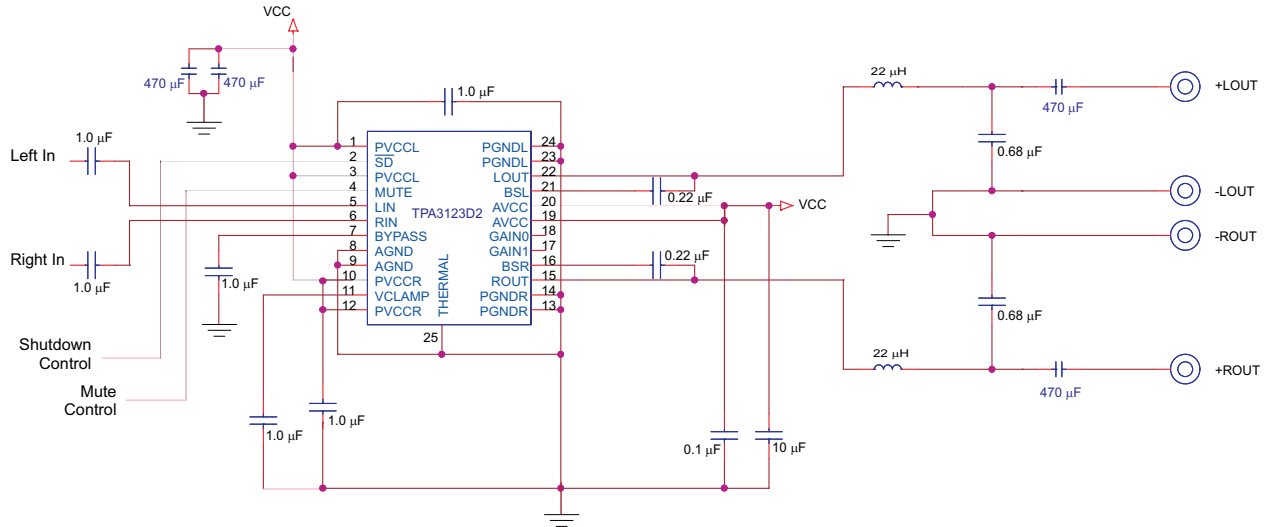 VCC
470 μF
470 μF
1.0 μF
1.0 μF
Left In
Right In
1.0 μF
1.0 μF
Shutdown
Control
Mute
Control
1.0 μF
1.0 μF
1
2
3
4
5
6
7
8
9
10
11
12
PVCCL
SD
PVCCL
MUTE
LIN
RIN
BYPASS
AGND
AGND
PVCCR
VCLAMP
PVCCR
TPA3123D2
THERMAL
25
PGNDL
PGNDL
LOUT
BSL
AVCC
AVCC
GAIN0
GAIN1
BSR
ROUT
PGNDR
PGNDR
24
23
22
21
20
19
18
17
16
15
14
13
0.22 μF
VCC
0.22 μF
0.1 μF
10 μF
22 μH
470 μF
+LOUT
0.68 μF
-LOUT
-ROUT
0.68 μF
22 μH
470 μF
+ROUT